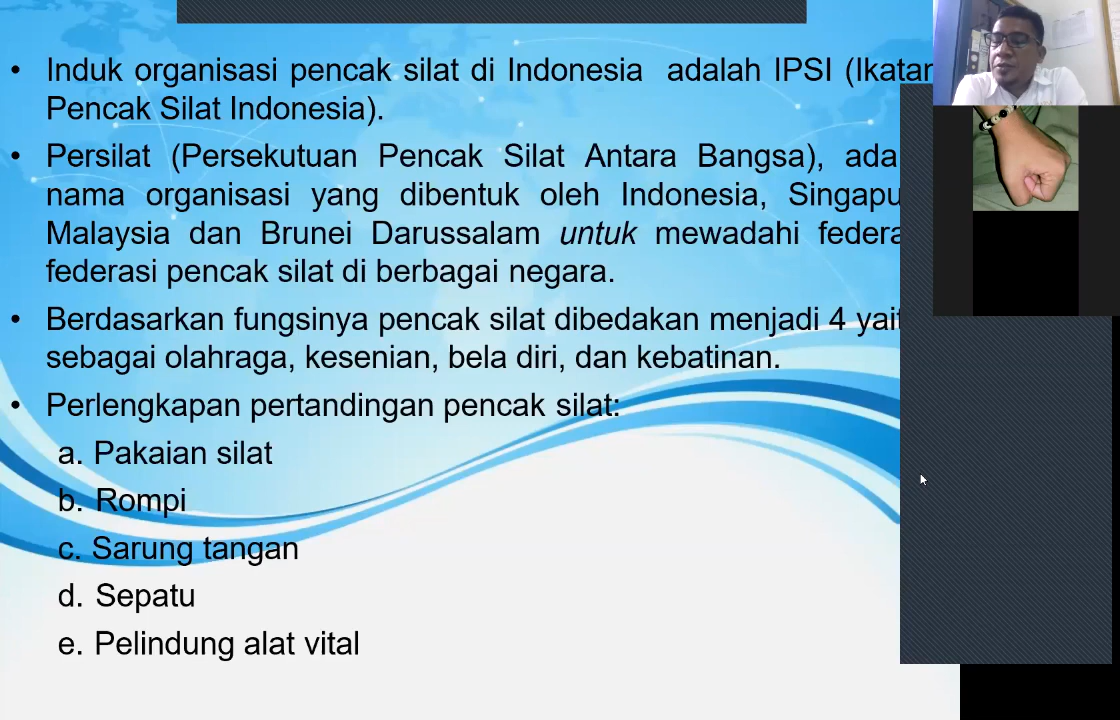 • Induk organisasi pencak silat di Indonesia adalah IPSI (Ikatan
Pencak Silat Indonesia).
• Persilat (Persekutuan Pencak Silat Antara Bangsa), ada
nama organisasi yang dibentuk oleh Indonesia, Singapu
Malaysia dan Brunei Darussalam untuk mewadahi federa
federasi pencak silat di berbagai negara.
• Berdasarkan fungsinya pencak silat dibedakan menjadi 4 yait
sebagai olahraga, kesenian, bela diri, dan kebatinan.
• Perlengkapan pertandingan pencak silat:
a. Pakaian silat
b. Rompi
c. Sarung tangan
d. Sepatu
e. Pelindung alat vital